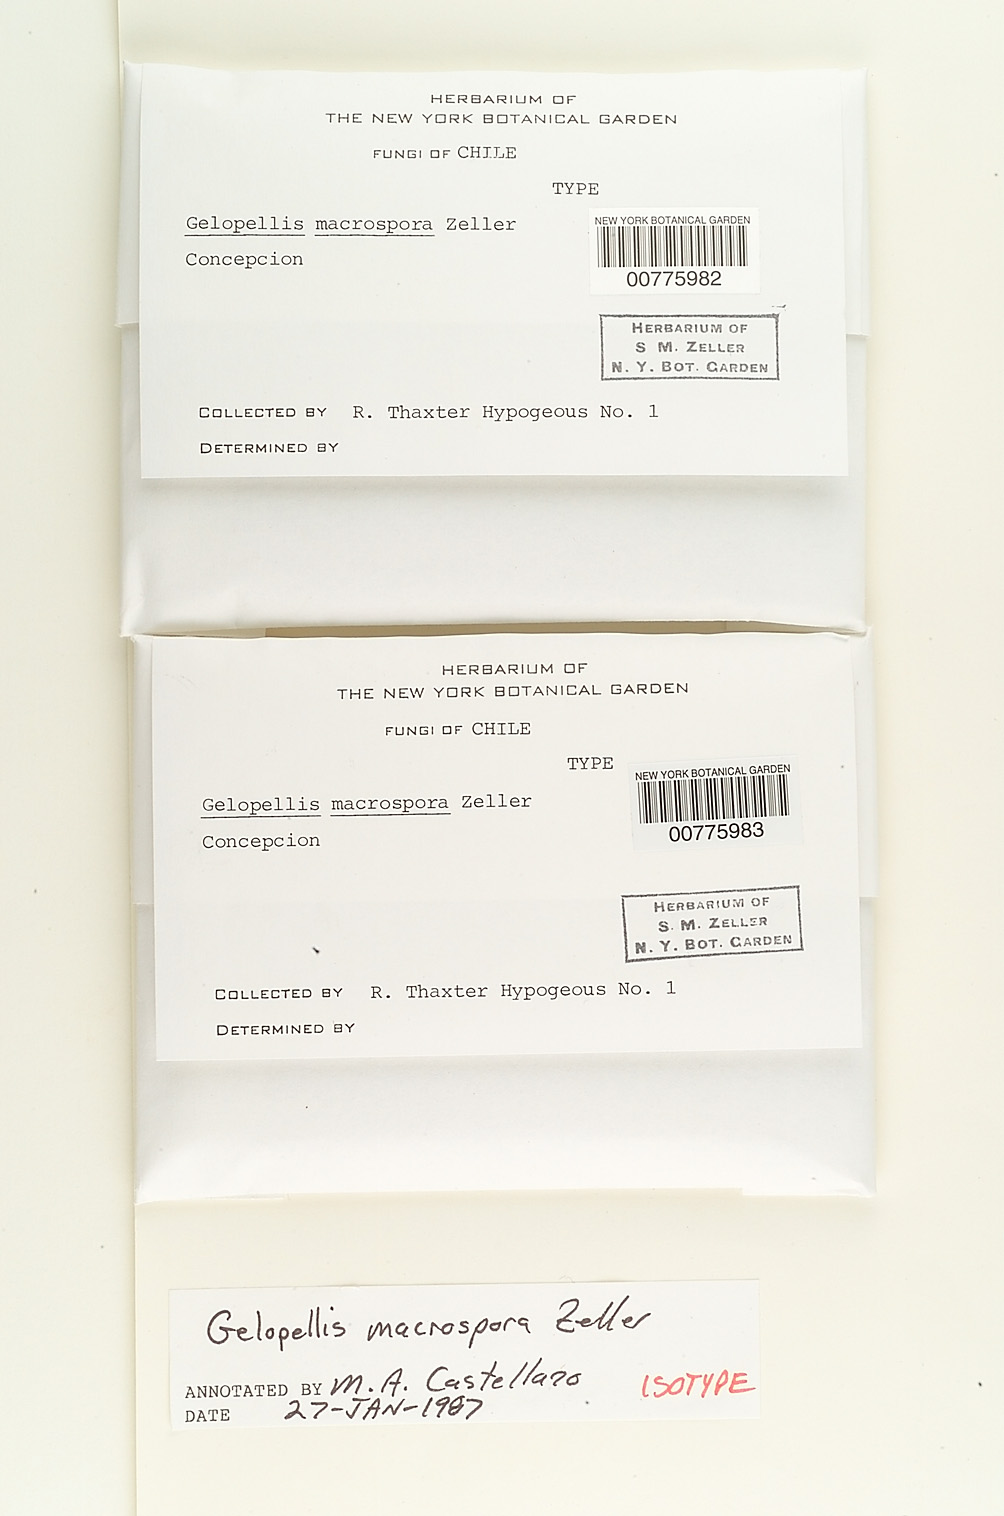 HERBARIUM OF
THE NEW YORK BOTANICAL GARDEN
FUNGI OF CHILE
TYPE
Gelopellis macrospora Zeller
NEW YORK BOTANICAL GARDEN
00775982
Concepcion
HERBARIUM OF
S M. ZELLER
N. Y. BOT. GARDEN
COLLECTED BY R. Thaxter Hypogeous No. 1
DETERMINED BY
HERBARIUM OF
THE NEW YORK BOTANICAL GARDEN
FUNGI OF CHILE
TYPE
NEW YORK BOTANICAL GARDEN
00775983
Gelopellis macrospora Zeller
Concepcion
HERBARIUM OF
S. M. ZELLER
N. Y. BOT. GARDEN
COLLECTED BY R. Thaxter Hypogeous No. 1
DETERMINED BY
Gelopellis macrospora Zeller
ANNOTATED BY M. A. Castellano ISOTYPE
DATE 27-JAN-1987